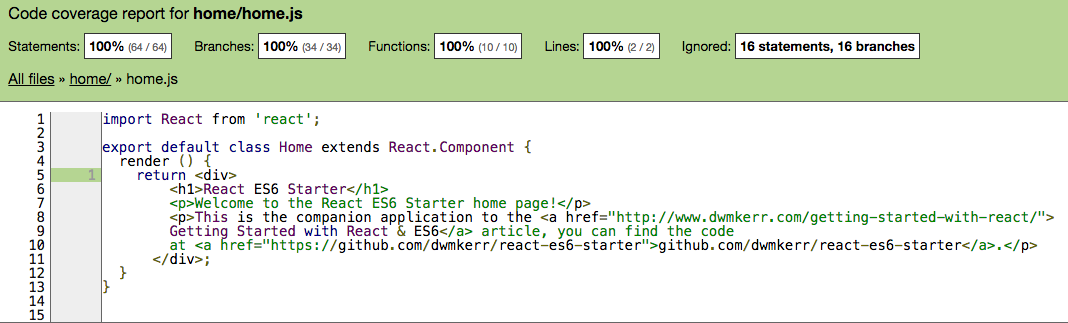 Code coverage report for home/home.js
Statements: 100% (64 / 64) Branches: 100% (34 / 34) Functions: 100% (10 / 10) Lines: 100% (2 / 2) Ignored: 16 statements, 16 branches
All files » home/ » home.js
1 import React from 'react';
2
3 export default class Home extends React.Component {
4 render () {
5 1 return <div>
6 <h1>React ES6 Starter</h1>
7 <p>Welcome to the React ES6 Starter home page!</p>
8 <p>This is the companion application to the <a href="http://www.dwmkerr.com/getting-started-with-react/">
9 Getting Started with React & ES6</a> article, you can find the code
10 at <a href="https://github.com/dwmkerr/react-es6-starter">github.com/dwmkerr/react-es6-starter</a>.</p>
11 </div>;
12 }
13 }
14
15